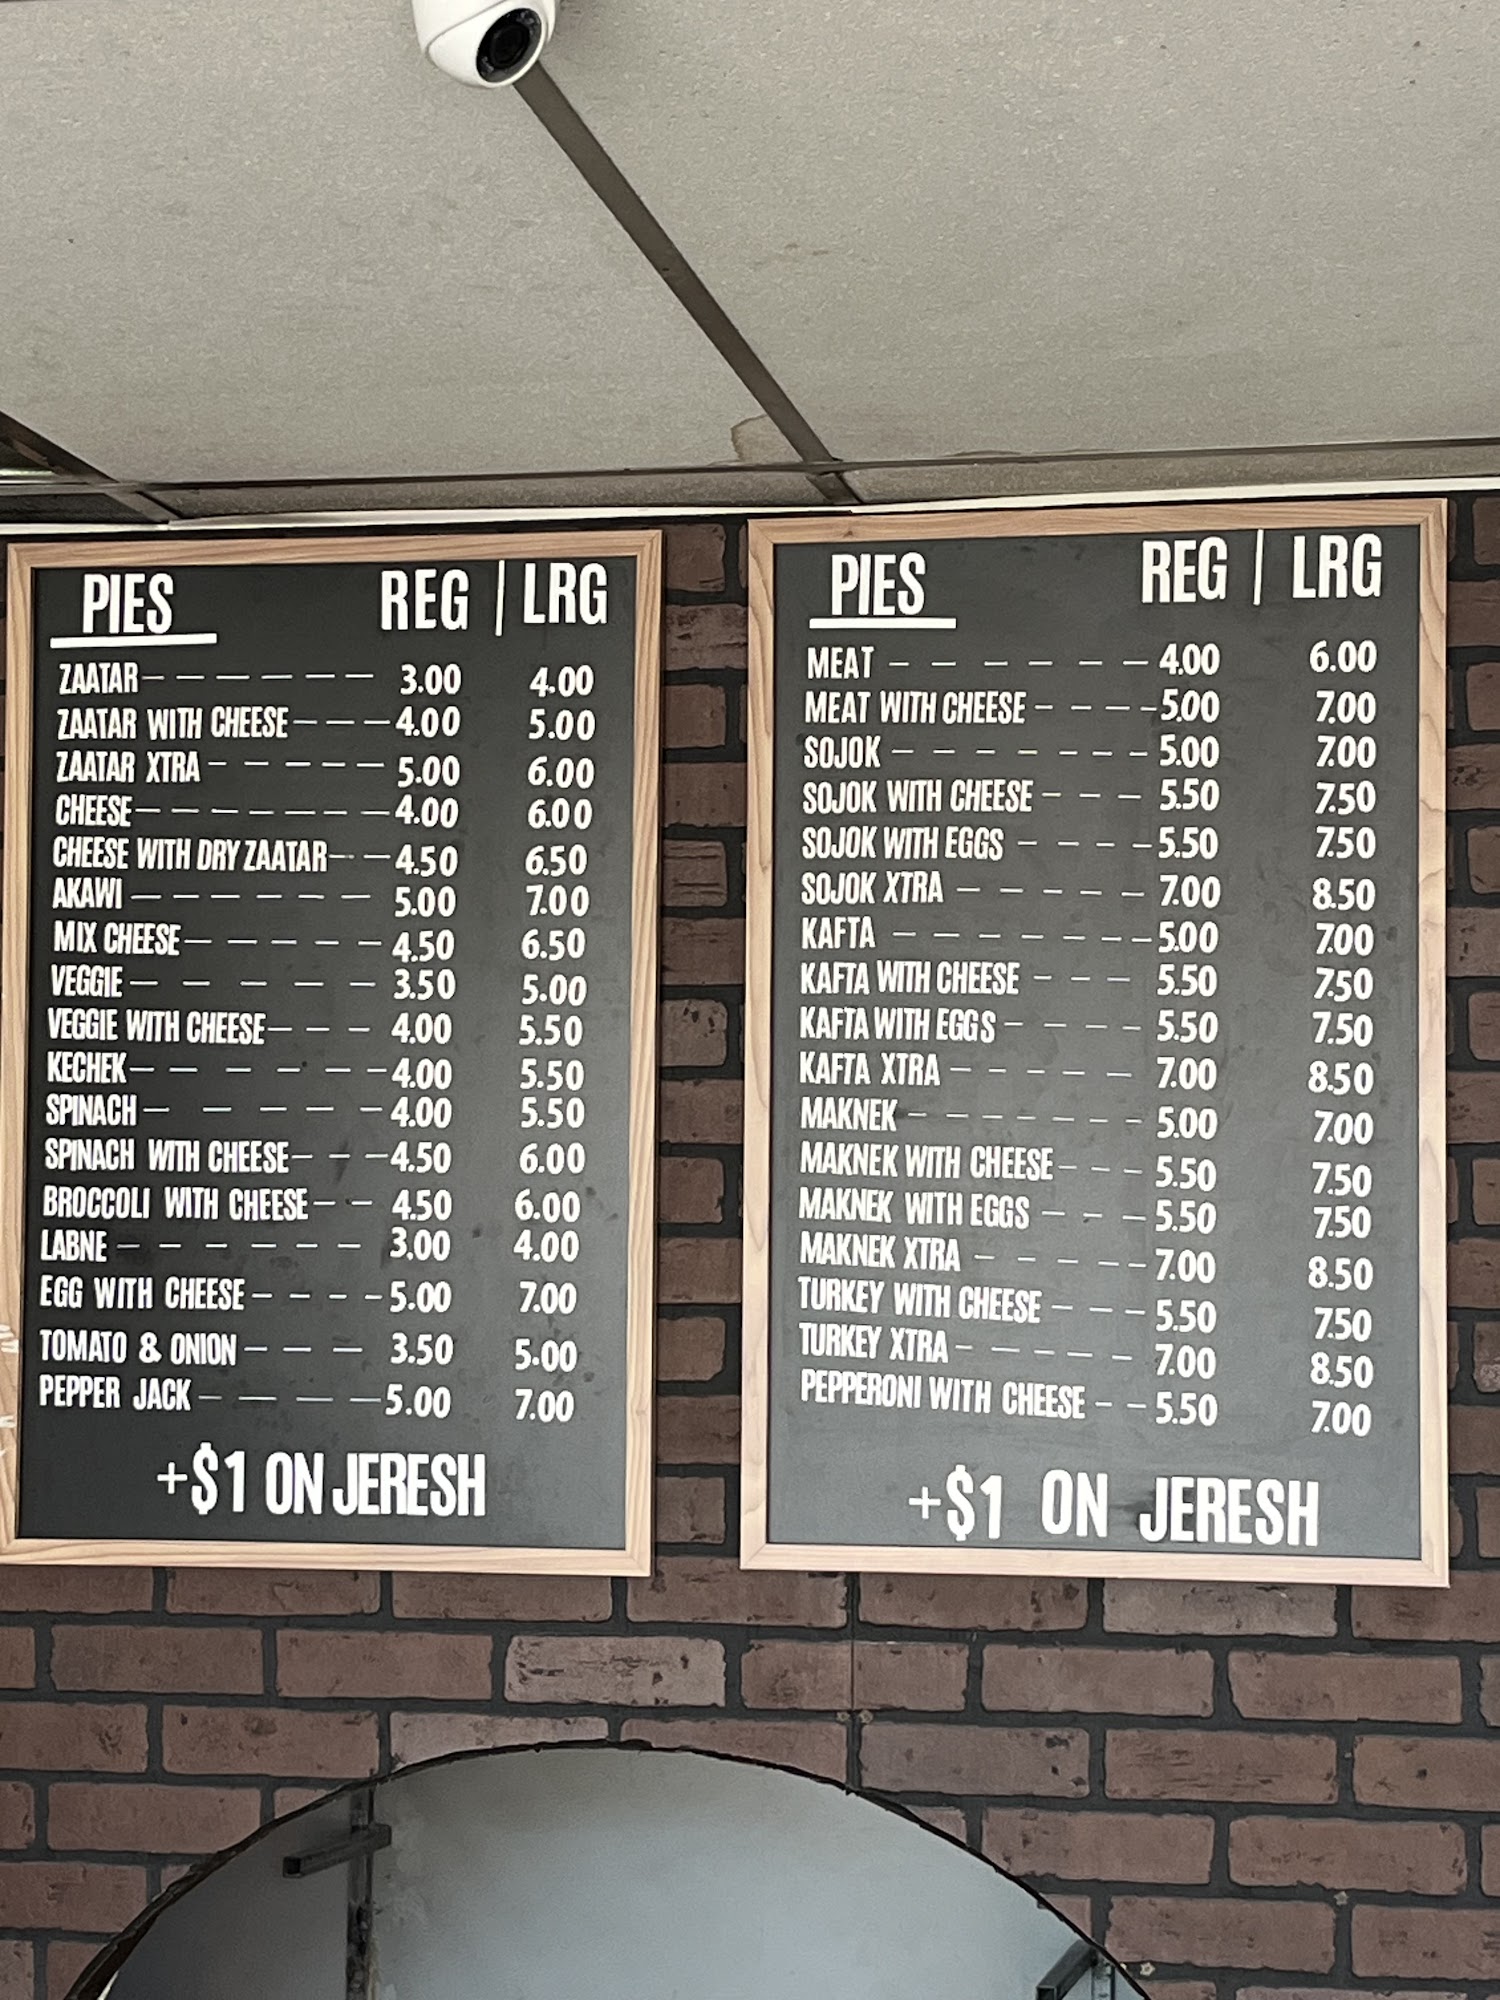 PIES REG | LRG
ZAATAR 3.00 4.00
ZAATAR WITH CHEESE 4.00 5.00
ZAATAR XTRA 5.00 6.00
CHEESE 4.00 6.00
CHEESE WITH DRY ZAATAR 4.50 6.50
AKAWI 5.00 7.00
MIX CHEESE 4.50 6.50
VEGGIE 3.50 5.00
VEGGIE WITH CHEESE 4.00 5.50
KECHEK 4.00 5.50
SPINACH 4.00 5.50
SPINACH WITH CHEESE 4.50 6.00
BROCCOLI WITH CHEESE 4.50 6.00
LABNE 3.00 4.00
EGG WITH CHEESE 5.00 7.00
TOMATO & ONION 3.50 5.00
PEPPER JACK 5.00 7.00
+$1 ON JERESH
PIES REG | LRG
MEAT 4.00 6.00
MEAT WITH CHEESE 5.00 7.00
SOJOK 5.00 7.00
SOJOK WITH CHEESE 5.50 7.50
SOJOK WITH EGGS 5.50 7.50
SOJOK XTRA 7.00 8.50
KAFTA 5.00 7.00
KAFTA WITH CHEESE 5.50 7.50
KAFTA WITH EGGS 5.50 7.50
KAFTA XTRA 7.00 8.50
MAKNEK 5.00 7.00
MAKNEK WITH CHEESE 5.50 7.50
MAKNEK WITH EGGS 5.50 7.50
MAKNEK XTRA 7.00 8.50
TURKEY WITH CHEESE 5.50 7.50
TURKEY XTRA 7.00 8.50
PEPPERONI WITH CHEESE 5.50 7.00
+$1 ON JERESH